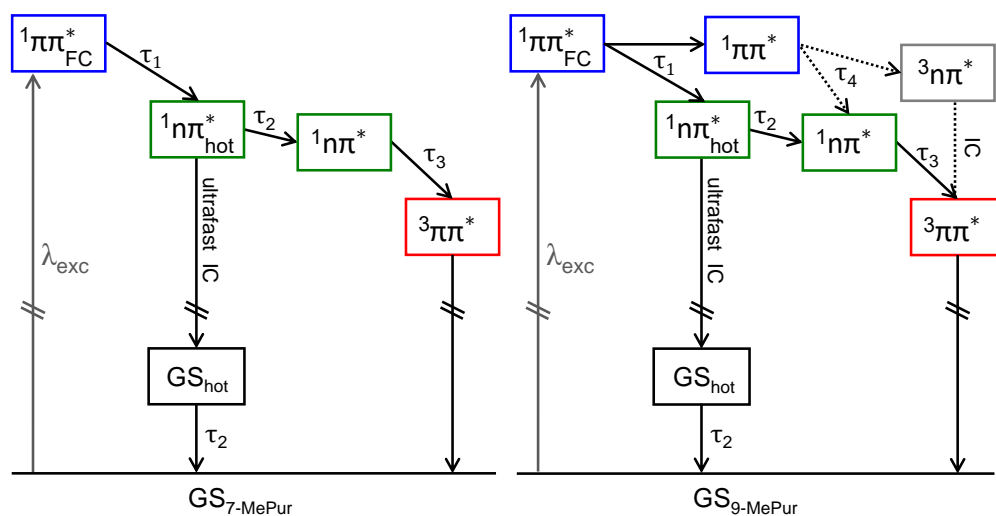 ¹ππ*FC
τ₁
¹nπ*hot
τ₂
¹nπ*
τ₃
³ππ*
ultrafast IC
λexc
GShot
τ₂
GS7-MePur
¹ππ*FC
¹ππ*
³nπ*
τ₁
τ₄
¹nπ*hot
τ₂
¹nπ*
τ₃
IC
³ππ*
ultrafast IC
λexc
GShot
τ₂
GS9-MePur